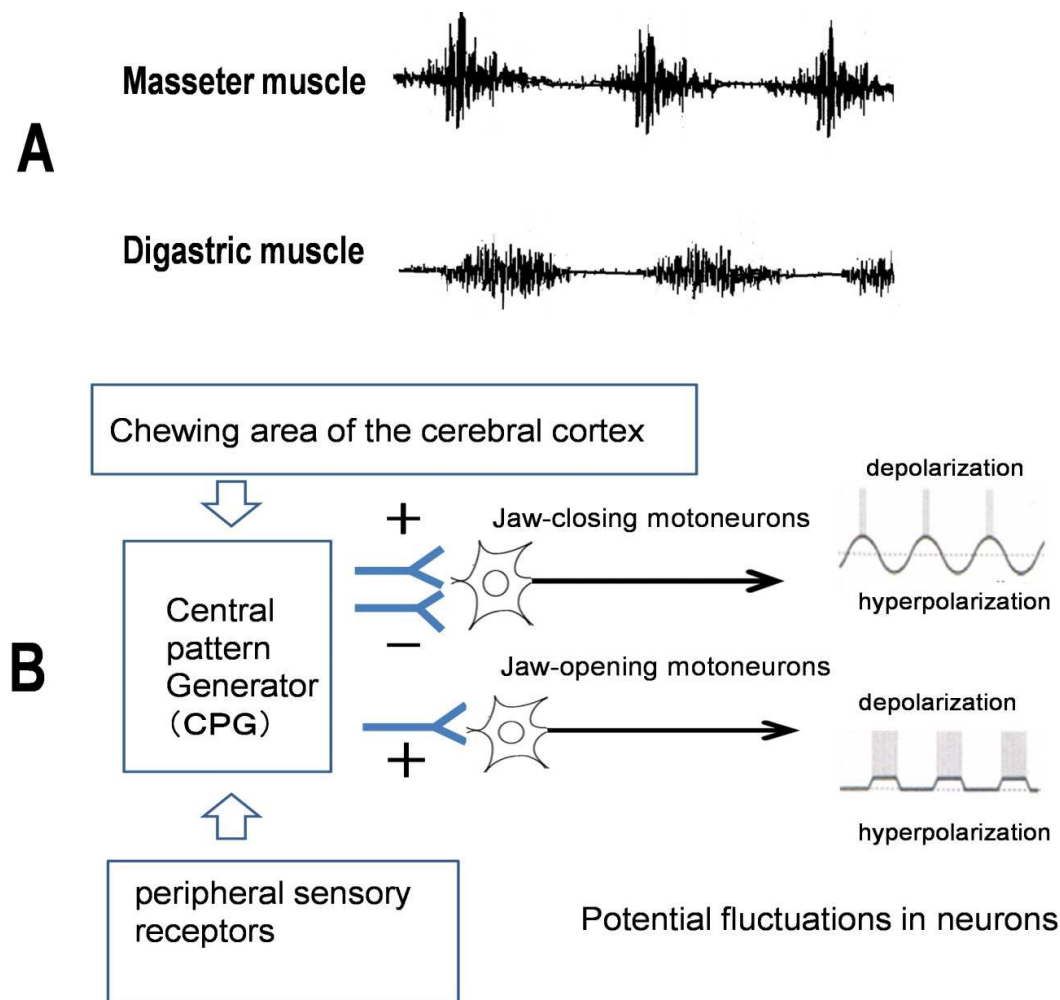 Masseter muscle
A
Digastric muscle
Chewing area of the cerebral cortex
Central
pattern
Generator
（CPG）
+
−
+
Jaw-closing motoneurons
depolarization
hyperpolarization
B
Jaw-opening motoneurons
depolarization
hyperpolarization
peripheral sensory
receptors
Potential fluctuations in neurons